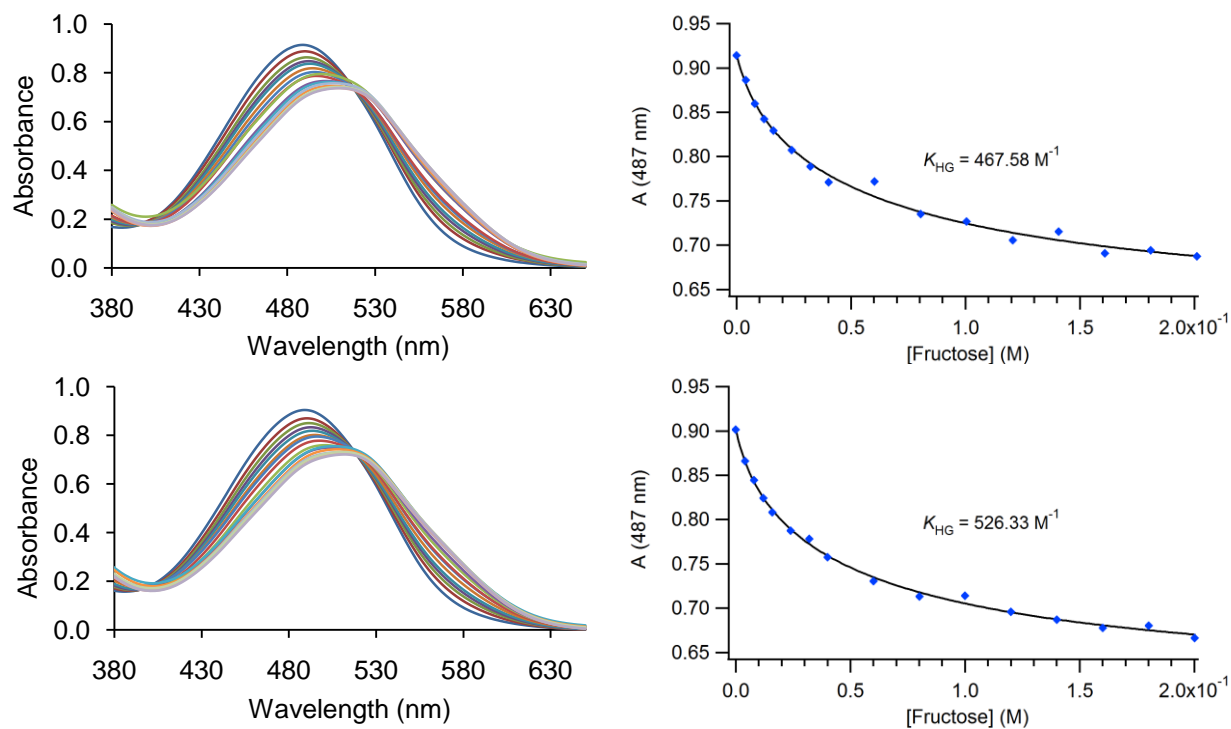 1.0
0.8
0.6
0.4
0.2
0.0
Absorbance
380 430 480 530 580 630
Wavelength (nm)
0.95
0.90
0.85
0.80
0.75
0.70
0.65
A (487 nm)
K_HG = 467.58 M⁻¹
0.0 0.5 1.0 1.5 2.0x10⁻¹
[Fructose] (M)
1.0
0.8
0.6
0.4
0.2
0.0
Absorbance
380 430 480 530 580 630
Wavelength (nm)
0.95
0.90
0.85
0.80
0.75
0.70
0.65
A (487 nm)
K_HG = 526.33 M⁻¹
0.0 0.5 1.0 1.5 2.0x10⁻¹
[Fructose] (M)